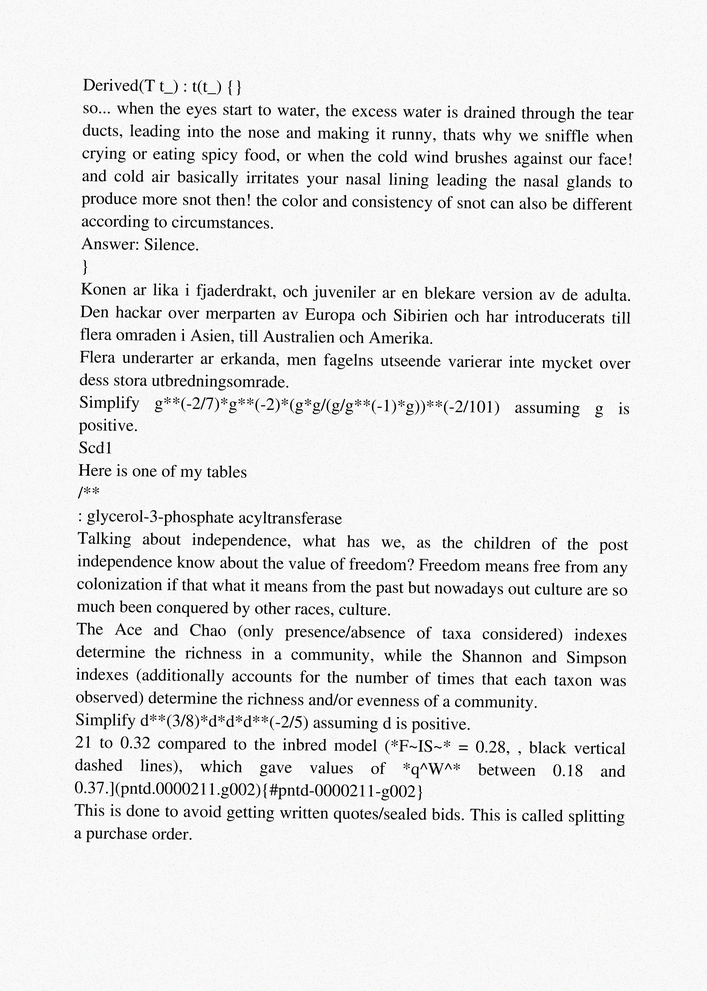 Derived(T t_) : t(t_) {}
so... when the eyes start to water, the excess water is drained through the tear
ducts, leading into the nose and making it runny, thats why we sniffle when
crying or eating spicy food, or when the cold wind brushes against our face!
and cold air basically irritates your nasal lining leading the nasal glands to
produce more snot then! the color and consistency of snot can also be different
according to circumstances.
Answer: Silence.
}
Konen ar lika i fjaderdrakt, och juveniler ar en blekare version av de adulta.
Den hackar over merparten av Europa och Sibirien och har introducerats till
flera omraden i Asien, till Australien och Amerika.
Flera underarter ar erkanda, men fagelns utseende varierar inte mycket over
dess stora utbredningsomrade.
Simplify g**(-2/7)*g**(-2)*(g*g/(g/g**(-1)*g))**(-2/101) assuming g is
positive.
Scd1
Here is one of my tables
/**
: glycerol-3-phosphate acyltransferase
Talking about independence, what has we, as the children of the post
independence know about the value of freedom? Freedom means free from any
colonization if that what it means from the past but nowadays out culture are so
much been conquered by other races, culture.
The Ace and Chao (only presence/absence of taxa considered) indexes
determine the richness in a community, while the Shannon and Simpson
indexes (additionally accounts for the number of times that each taxon was
observed) determine the richness and/or evenness of a community.
Simplify d**(3/8)*d*d*d**(-2/5) assuming d is positive.
21 to 0.32 compared to the inbred model (*F~IS~* = 0.28, , black vertical
dashed lines), which gave values of *q^W^* between 0.18 and
0.37.](pntd.0000211.g002){#pntd-0000211-g002}
This is done to avoid getting written quotes/sealed bids. This is called splitting
a purchase order.